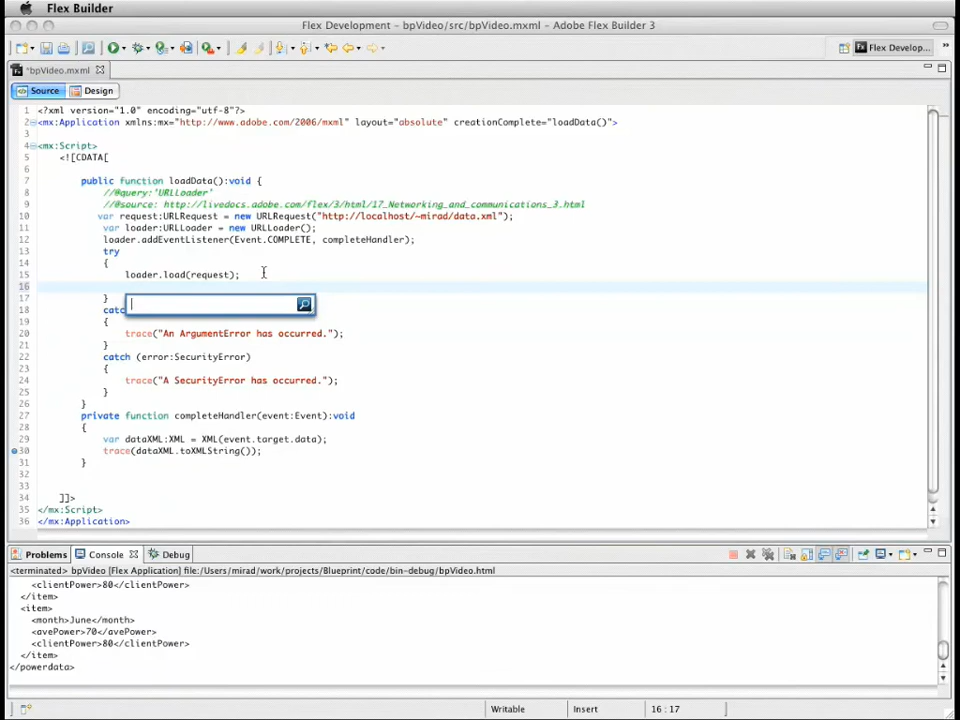 Flex Builder
Flex Development - bpVideo/src/bpVideo.mxml - Adobe Flex Builder 3
Flex Develop...
*bpVideo.mxml
Source
Design
1 <?xml version="1.0" encoding="utf-8"?>
2 <mx:Application xmlns:mx="http://www.adobe.com/2006/mxml" layout="absolute" creationComplete="loadData()">
3
4 <mx:Script>
5 <![CDATA[
6
7 public function loadData():void {
8 //@query:'URLLoader'
9 //@source: http://livedocs.adobe.com/flex/3/html/17_Networking_and_communications_3.html
10 var request:URLRequest = new URLRequest("http://localhost/~mirad/data.xml");
11 var loader:URLLoader = new URLLoader();
12 loader.addEventListener(Event.COMPLETE, completeHandler);
13 try
14 {
15 loader.load(request);
16
17 }
18 catc
19 {
20 trace("An ArgumentError has occurred.");
21 }
22 catch (error:SecurityError)
23 {
24 trace("A SecurityError has occurred.");
25 }
26 }
27 private function completeHandler(event:Event):void
28 {
29 var dataXML:XML = XML(event.target.data);
30 trace(dataXML.toXMLString());
31 }
32
33
34 ]]>
35 </mx:Script>
36 </mx:Application>
Problems
Console
Debug
<terminated> bpVideo [Flex Application] file:/Users/mirad/work/projects/Blueprint/code/bin-debug/bpVideo.html
<clientPower>80</clientPower>
</item>
<item>
<month>June</month>
<avePower>70</avePower>
<clientPower>80</clientPower>
</item>
</powerdata>
Writable
Insert
16 : 17